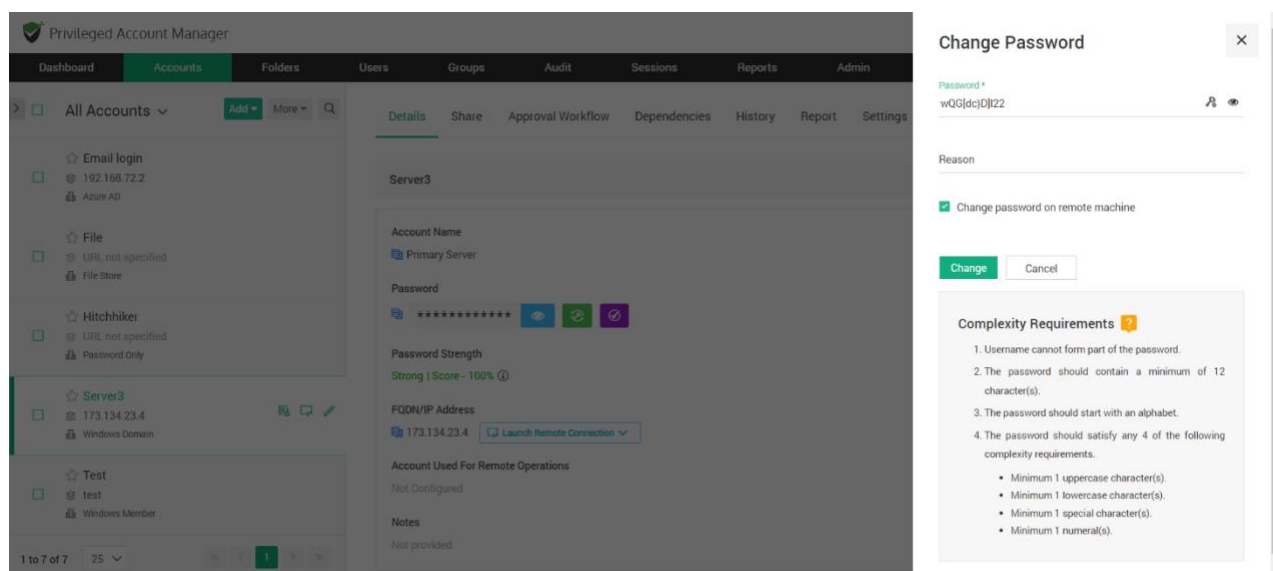 Privileged Account Manager
Dashboard Accounts Folders Users Groups Audit Sessions Reports Admin
All Accounts Add More
Email login
192.168.72.2
Azure AD
File
URL not specified
File Store
Hitchhiker
URL not specified
Password Only
Server3
173.134.23.4
Windows Domain
Test
test
Windows Member
1 to 7 of 7 25 1
Details Share Approval Workflow Dependencies History Report Settings
Server3
Account Name
Primary Server
Password
************
Password Strength
Strong | Score - 100%
FQDN/IP Address
173.134.23.4 Launch Remote Connection
Account Used For Remote Operations
Not Configured
Notes
Not provided
Change Password
Password *
Reason
Change password on remote machine
Change Cancel
Complexity Requirements ?
1. Username cannot form part of the password.
2. The password should contain a minimum of 12
character(s).
3. The password should start with an alphabet.
4. The password should satisfy any 4 of the following
complexity requirements.
• Minimum 1 uppercase character(s).
• Minimum 1 lowercase character(s).
• Minimum 1 special character(s).
• Minimum 1 numeral(s).